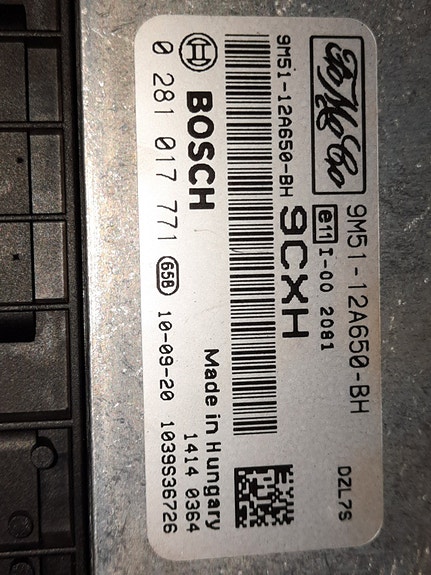 FoMoCo
9M51-12A650-BH
DZL7S
e11 I-00 2081
9CXH
9M51-12A650-BH
BOSCH
Made in Hungary
1414 0364
0 281 017 771 65B 10-09-20 1039S36726